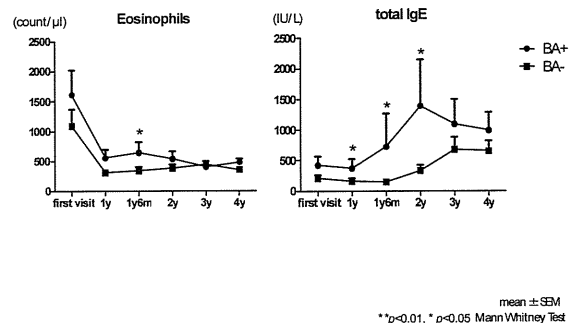 Eosinophils
(count/μl)
2500
2000
1500
1000
500
0
*
first visit 1y 1y6m 2y 3y 4y
total IgE
(IU/L)
2500
2000
1500
1000
500
0
* * *
first visit 1y 1y6m 2y 3y 4y
BA+
BA-
mean ± SEM
**p<0.01, * p<0.05 Mann Whitney Test